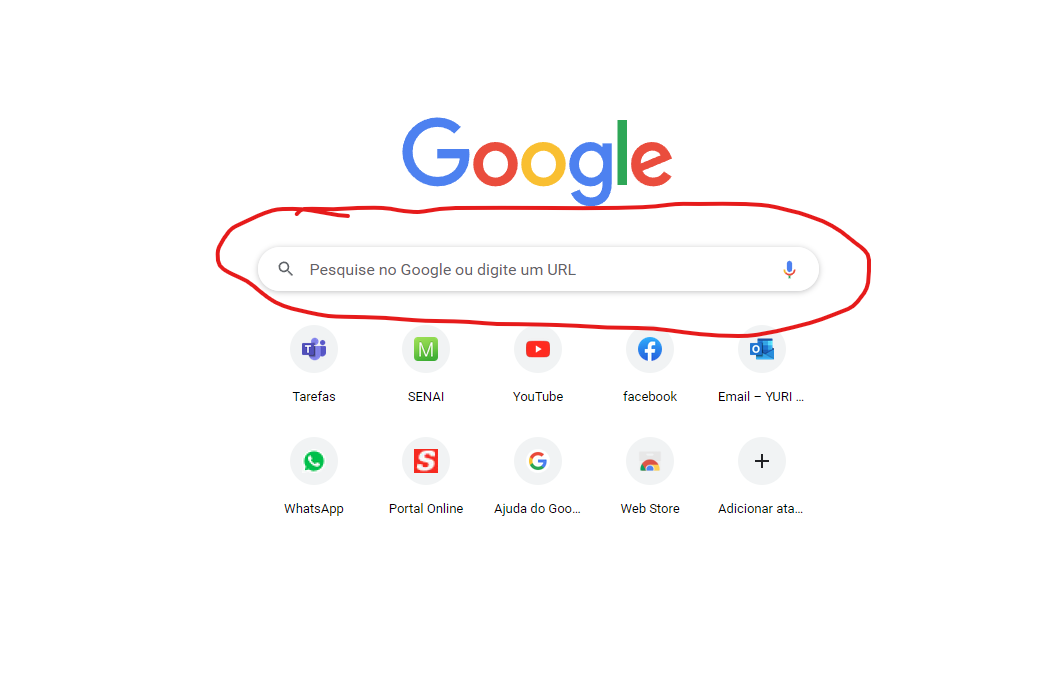 Google
Pesquise no Google ou digite um URL
Tarefas
SENAI
YouTube
facebook
Email – YURI ...
WhatsApp
Portal Online
Ajuda do Goo...
Web Store
Adicionar ata...